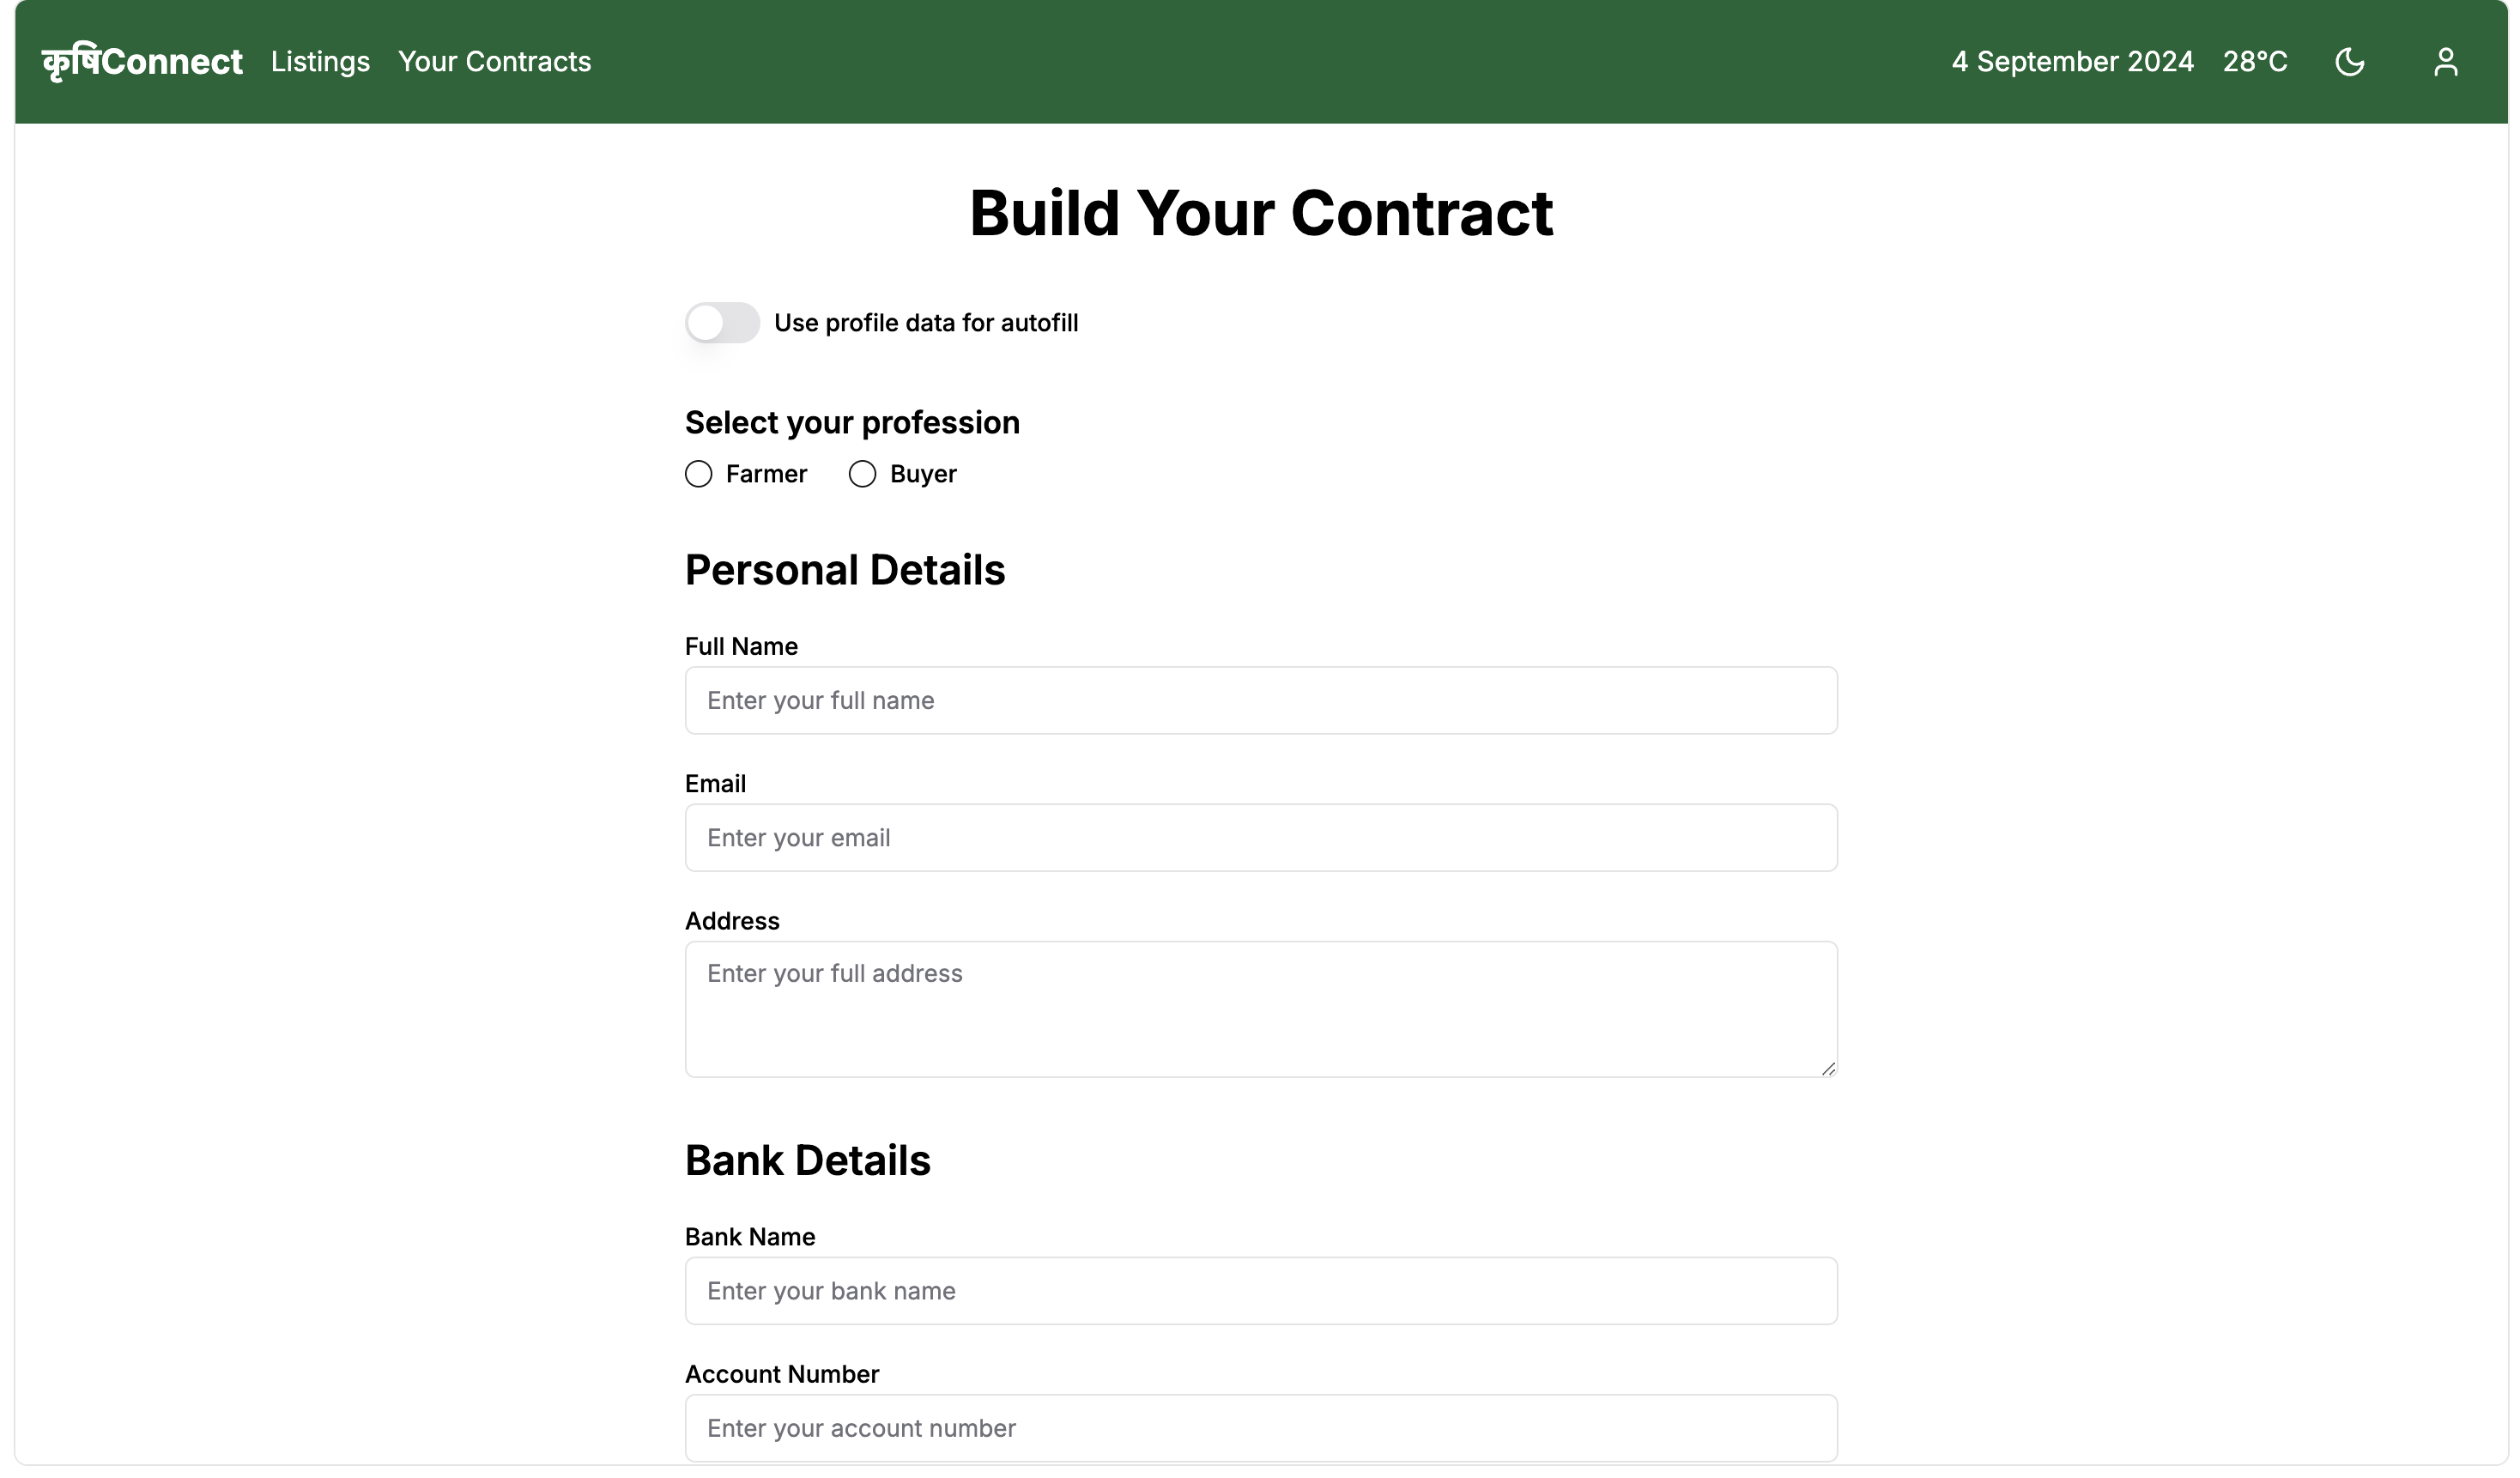 कृषिConnect Listings Your Contracts 4 September 2024 28°C
Build Your Contract
Use profile data for autofill
Select your profession
Farmer Buyer
Personal Details
Full Name
Enter your full name
Email
Enter your email
Address
Enter your full address
Bank Details
Bank Name
Enter your bank name
Account Number
Enter your account number